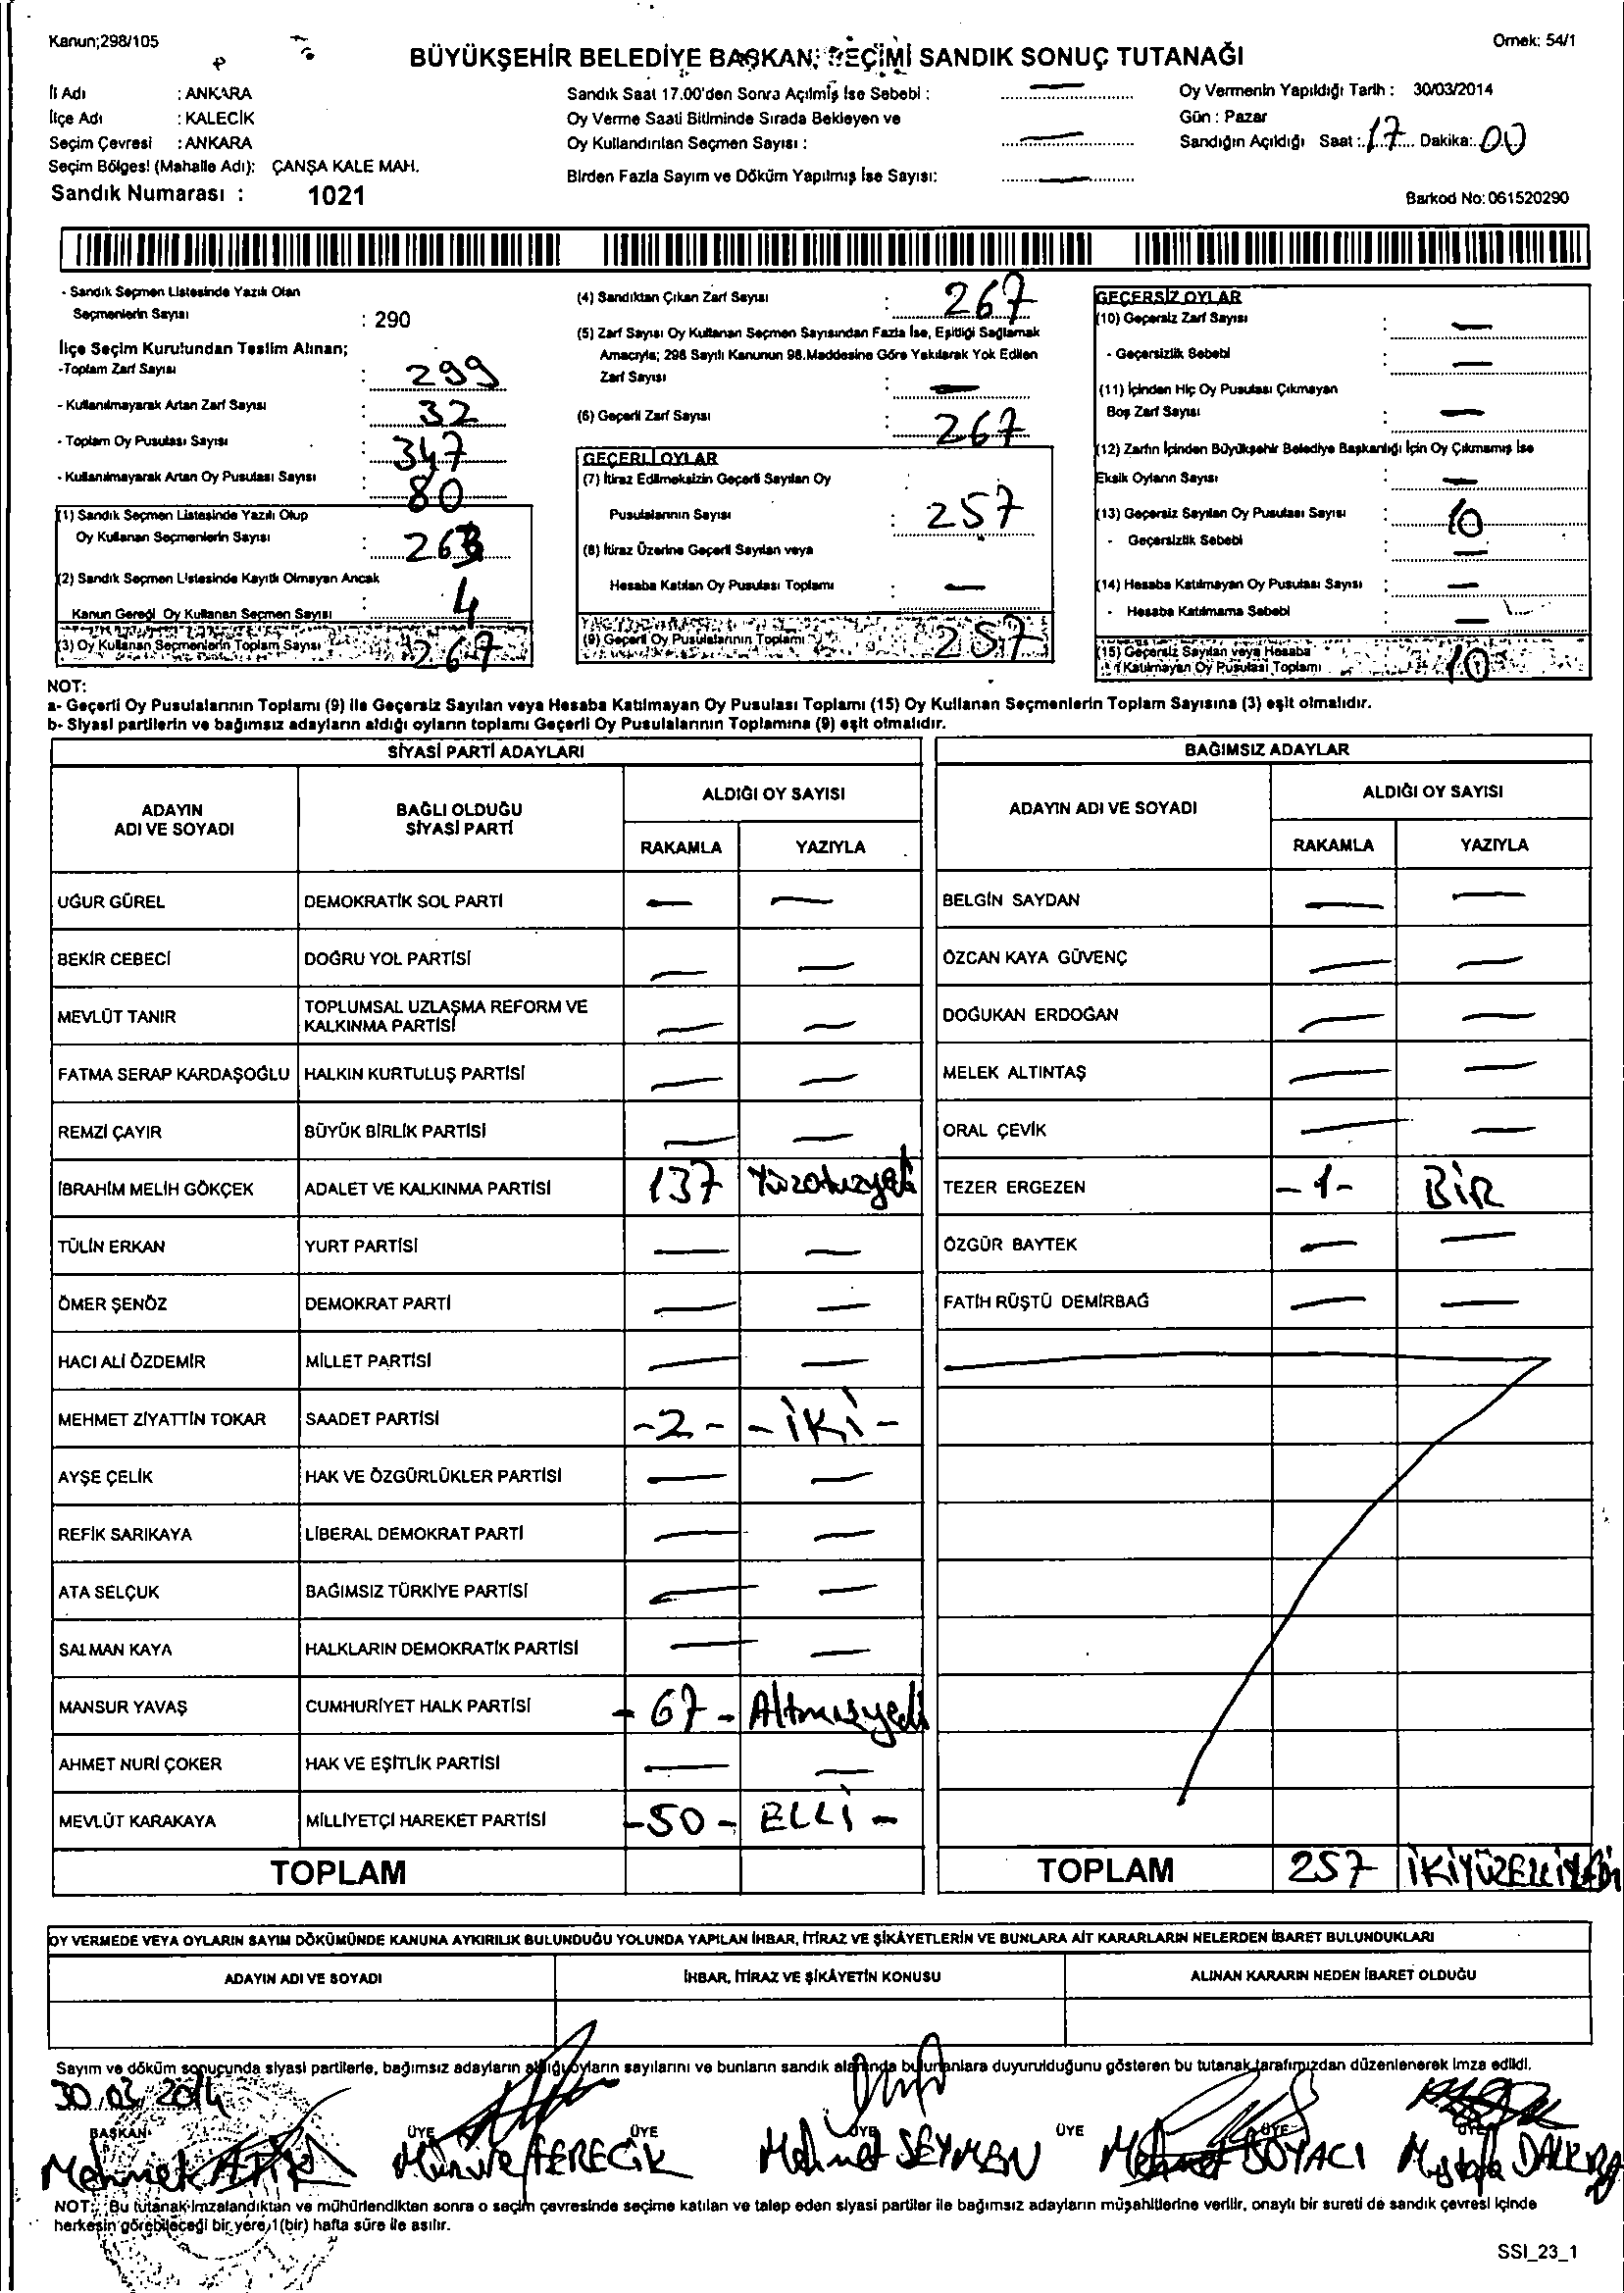 Kanun;298/105
Örnek: 54/1
BÜYÜKŞEHİR BELEDİYE BAŞKANI SEÇİMİ SANDIK SONUÇ TUTANAĞI
İl Adı : ANKARA
İlçe Adı : KALECİK
Seçim Çevresi : ANKARA
Seçim Bölgesi (Mahalle Adı): ÇANŞA KALE MAH.
Sandık Numarası : 1021
Sandık Saat 17.00'den Sonra Açılmış İse Sebebi : —
Oy Verme Saati Bitiminde Sırada Bekleyen ve
Oy Kullandırılan Seçmen Sayısı : —
Birden Fazla Sayım ve Döküm Yapılmış İse Sayısı: —
Oy Vermenin Yapıldığı Tarih : 30/03/2014
Gün : Pazar
Sandığın Açıldığı Saat : 17 Dakika: 00
Barkod No: 061520290
- Sandık Seçmen Listesinde Yazılı Olan
Seçmenlerin Sayısı : 290
İlçe Seçim Kurulundan Teslim Alınan;
-Toplam Zarf Sayısı : 299
- Kullanılmayarak Artan Zarf Sayısı : 32
- Toplam Oy Pusulası Sayısı : 347
- Kullanılmayarak Artan Oy Pusulası Sayısı : 80
(1) Sandık Seçmen Listesinde Yazılı Olup
Oy Kullanan Seçmenlerin Sayısı : 263
(2) Sandık Seçmen Listesinde Kayıtlı Olmayan Ancak
Kanun Gereği Oy Kullanan Seçmen Sayısı : 4
(3) Oy Kullanan Seçmenlerin Toplam Sayısı : 267
(4) Sandıktan Çıkan Zarf Sayısı : 267
(5) Zarf Sayısı Oy Kullanan Seçmen Sayısından Fazla İse, Eşitliği Sağlamak
Amacıyla; 298 Sayılı Kanunun 98.Maddesine Göre Yakılarak Yok Edilen
Zarf Sayısı : —
(6) Geçerli Zarf Sayısı : 267
GEÇERLİ OYLAR
(7) İtiraz Edilmeksizin Geçerli Sayılan Oy
Pusulalarının Sayısı : 257
(8) İtiraz Üzerine Geçerli Sayılan veya
Hesaba Katılan Oy Pusulası Toplamı : —
(9) Geçerli Oy Pusulalarının Toplamı : 257
GEÇERSİZ OYLAR
(10) Geçersiz Zarf Sayısı : —
- Geçersizlik Sebebi : —
(11) İçinden Hiç Oy Pusulası Çıkmayan
Boş Zarf Sayısı : —
(12) Zarfın İçinden Büyükşehir Belediye Başkanlığı İçin Oy Çıkmamış İse
Eksik Oyların Sayısı : —
(13) Geçersiz Sayılan Oy Pusulası Sayısı : 10
- Geçersizlik Sebebi : —
(14) Hesaba Katılmayan Oy Pusulası Sayısı : —
- Hesaba Katılmama Sebebi : —
(15) Geçersiz Sayılan veya Hesaba
Katılmayan Oy Pusulası Toplamı : 10
NOT:
a- Geçerli Oy Pusulalarının Toplamı (9) ile Geçersiz Sayılan veya Hesaba Katılmayan Oy Pusulası Toplamı (15) Oy Kullanan Seçmenlerin Toplam Sayısına (3) eşit olmalıdır.
b- Siyasi partilerin ve bağımsız adayların aldığı oyların toplamı Geçerli Oy Pusulalarının Toplamına (9) eşit olmalıdır.
SİYASİ PARTİ ADAYLARI
ADAYIN ADI VE SOYADI
BAĞLI OLDUĞU SİYASİ PARTİ
ALDIĞI OY SAYISI
RAKAMLA YAZIYLA
UĞUR GÜREL DEMOKRATİK SOL PARTİ — —
BEKİR CEBECİ DOĞRU YOL PARTİSİ — —
MEVLÜT TANIR TOPLUMSAL UZLAŞMA REFORM VE KALKINMA PARTİSİ — —
FATMA SERAP KARDAŞOĞLU HALKIN KURTULUŞ PARTİSİ — —
REMZİ ÇAYIR BÜYÜK BİRLİK PARTİSİ — —
İBRAHİM MELİH GÖKÇEK ADALET VE KALKINMA PARTİSİ 137 Yüzotuzyedi
TÜLİN ERKAN YURT PARTİSİ — —
ÖMER ŞENÖZ DEMOKRAT PARTİ — —
HACI ALİ ÖZDEMİR MİLLET PARTİSİ — —
MEHMET ZİYATTİN TOKAR SAADET PARTİSİ -2- -İKİ-
AYŞE ÇELİK HAK VE ÖZGÜRLÜKLER PARTİSİ — —
REFİK SARIKAYA LİBERAL DEMOKRAT PARTİ — —
ATA SELÇUK BAĞIMSIZ TÜRKİYE PARTİSİ — —
SALMAN KAYA HALKLARIN DEMOKRATİK PARTİSİ — —
MANSUR YAVAŞ CUMHURİYET HALK PARTİSİ -67- Altmışyedi
AHMET NURİ ÇOKER HAK VE EŞİTLİK PARTİSİ — —
MEVLÜT KARAKAYA MİLLİYETÇİ HAREKET PARTİSİ -50- ELLİ -
TOPLAM
BAĞIMSIZ ADAYLAR
ADAYIN ADI VE SOYADI
ALDIĞI OY SAYISI
RAKAMLA YAZIYLA
BELGİN SAYDAN — —
ÖZCAN KAYA GÜVENÇ — —
DOĞUKAN ERDOĞAN — —
MELEK ALTINTAŞ — —
ORAL ÇEVİK — —
TEZER ERGEZEN -1- BİR
ÖZGÜR BAYTEK — —
FATİH RÜŞTÜ DEMİRBAĞ — —
TOPLAM 257 İKİYÜZELLİYEDİ
OY VERMEDE VEYA OYLARIN SAYIM DÖKÜMÜNDE KANUNA AYKIRILIK BULUNDUĞU YOLUNDA YAPILAN İHBAR, İTİRAZ VE ŞİKÂYETLERİN VE BUNLARA AİT KARARLARIN NELERDEN İBARET BULUNDUKLARI
ADAYIN ADI VE SOYADI İHBAR, İTİRAZ VE ŞİKÂYETİN KONUSU ALINAN KARARIN NEDEN İBARET OLDUĞU
Sayım ve döküm sonucunda siyasi partilerle, bağımsız adayların aldığı oyların sayılarını ve bunların sandık alanında bulunanlara duyurulduğunu gösteren bu tutanak tarafımızdan düzenlenerek imza edildi.
30.03.2014
BAŞKAN ÜYE ÜYE ÜYE ÜYE ÜYE ÜYE
Mehmet Mehmet SEYMEN Mehmet SOYACI Mustafa
NOT: Bu tutanak imzalandıktan ve mühürlendikten sonra o seçim çevresinde seçime katılan ve talep eden siyasi partiler ile bağımsız adayların müşahitlerine verilir, onaylı bir sureti de sandık çevresi içinde
herkesin görebileceği bir yere 1(bir) hafta süre ile asılır.
SSI_23_1